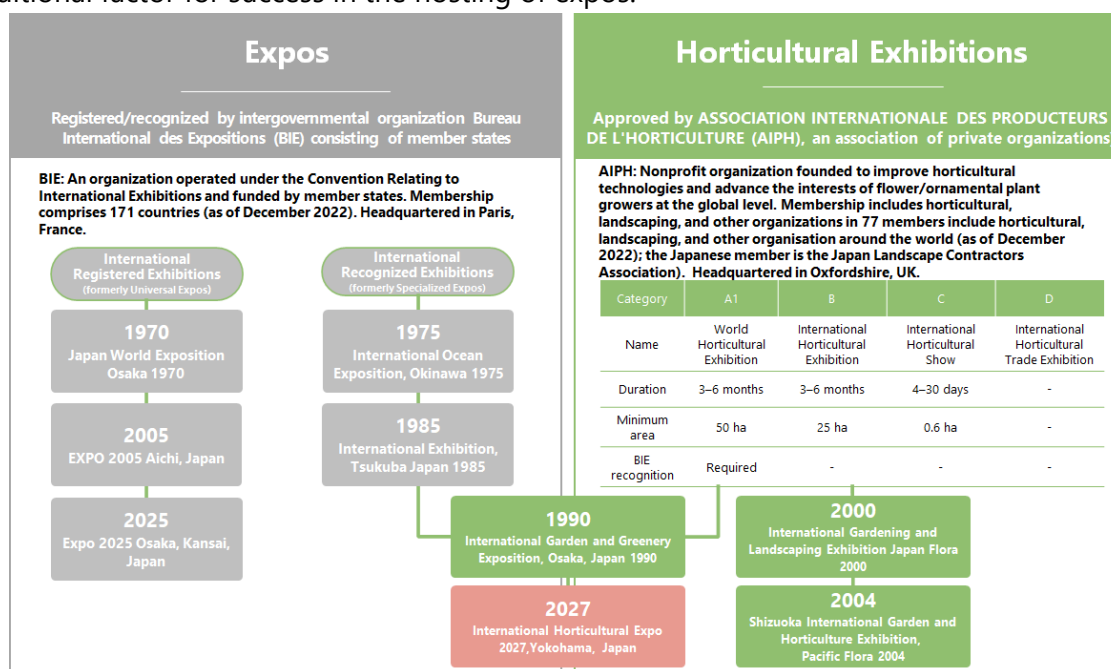 ditional factor for success in the hosting of expos.
Expos
Registered/recognized by intergovernmental organization Bureau
International des Expositions (BIE) consisting of member states
BIE: An organization operated under the Convention Relating to
International Exhibitions and funded by member states. Membership
comprises 171 countries (as of December 2022). Headquartered in Paris,
France.
International
Registered Exhibitions
(formerly Universal Expos)
1970
Japan World Exposition
Osaka 1970
2005
EXPO 2005 Aichi, Japan
2025
Expo 2025 Osaka, Kansai,
Japan
International
Recognized Exhibitions
(formerly Specialized Expos)
1975
International Ocean
Exposition, Okinawa 1975
1985
International Exhibition,
Tsukuba Japan 1985
Horticultural Exhibitions
Approved by ASSOCIATION INTERNATIONALE DES PRODUCTEURS
DE L'HORTICULTURE (AIPH), an association of private organizations
AIPH: Nonprofit organization founded to improve horticultural
technologies and advance the interests of flower/ornamental plant
growers at the global level. Membership includes horticultural,
landscaping, and other organizations in 77 members include horticultural,
landscaping, and other organisation around the world (as of December
2022); the Japanese member is the Japan Landscape Contractors
Association). Headquartered in Oxfordshire, UK.
Category A1 B C D
Name World Horticultural Exhibition International Horticultural Exhibition International Horticultural Show International Horticultural Trade Exhibition
Duration 3–6 months 3–6 months 4–30 days -
Minimum area 50 ha 25 ha 0.6 ha -
BIE recognition Required - - -
1990
International Garden and Greenery
Exposition, Osaka, Japan 1990
2027
International Horticultural Expo
2027,Yokohama, Japan
2000
International Gardening and
Landscaping Exhibition Japan Flora
2000
2004
Shizuoka International Garden and
Horticulture Exhibition,
Pacific Flora 2004